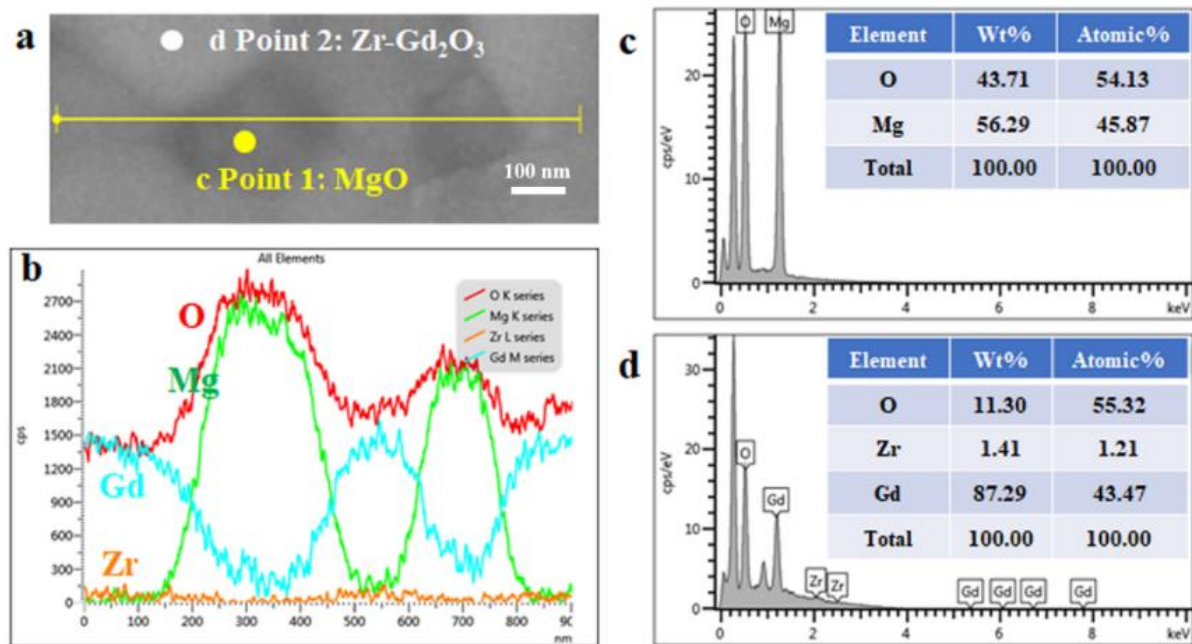 a
d Point 2: Zr-Gd₂O₃
c Point 1: MgO
100 nm
b
All Elements
O K series
Mg K series
Zr L series
Gd M series
O
Mg
Gd
Zr
cps
2700
2400
2100
1800
1500
1200
900
600
300
0
0 100 200 300 400 500 600 700 800 90
nm
c
cps/eV
20
10
0
O Mg
0 2 4 6 8
keV
Element Wt% Atomic%
O 43.71 54.13
Mg 56.29 45.87
Total 100.00 100.00
d
cps/eV
30
20
10
0
O Gd Zr Zr Gd Gd Gd Gd
0 2 4 6 8
keV
Element Wt% Atomic%
O 11.30 55.32
Zr 1.41 1.21
Gd 87.29 43.47
Total 100.00 100.00